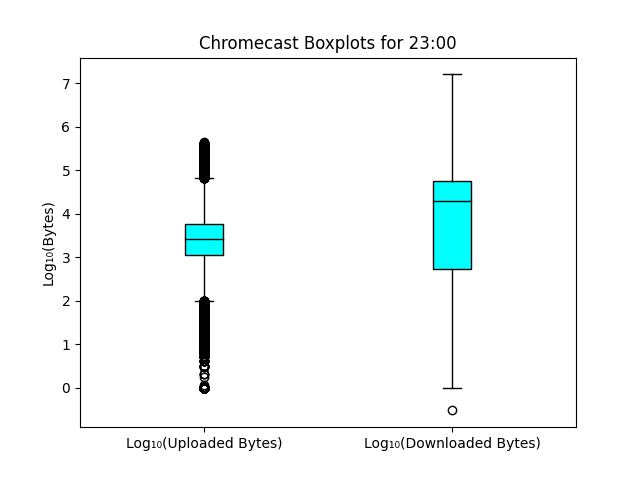 Chromecast Boxplots for 23:00
7
6
5
4
3
2
1
0
Log₁₀(Bytes)
Log₁₀(Uploaded Bytes)
Log₁₀(Downloaded Bytes)